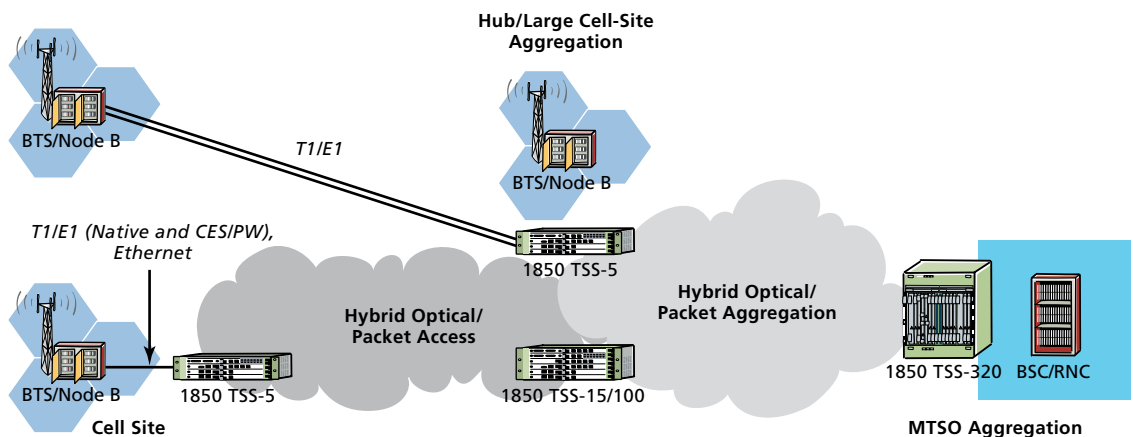 Hub/Large Cell-Site
Aggregation
BTS/Node B
T1/E1
BTS/Node B
T1/E1 (Native and CES/PW),
Ethernet
1850 TSS-5
Hybrid Optical/
Packet Access
Hybrid Optical/
Packet Aggregation
BTS/Node B
1850 TSS-5
1850 TSS-15/100
1850 TSS-320
BSC/RNC
Cell Site
MTSO Aggregation